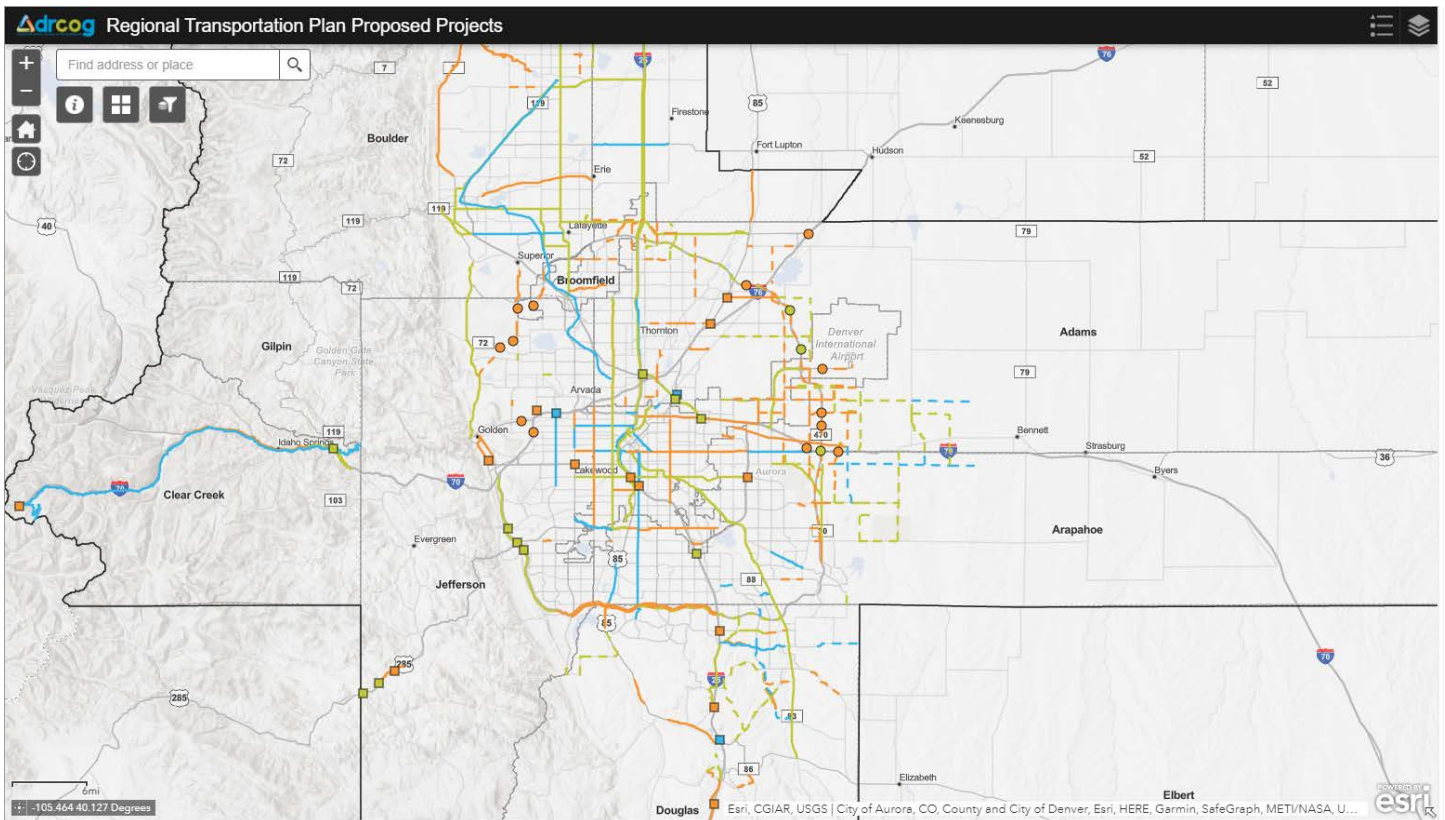 drcog Regional Transportation Plan Proposed Projects
Find address or place
7
25
76
85
52
119
Firestone
Keenesburg
Boulder
Fort Lupton
Hudson
72
52
Erie
119
119
40
Lafayette
79
Superior
119
Broomfield
72
76
Thornton
Denver
International
Airport
Adams
72
Gilpin
Golden Gate
Canyon State
Park
79
Arvada
Golden
119
Idaho Springs
470
Bennett
Strasburg
36
Lakewood
Aurora
70
Byers
70
70
Clear Creek
103
Arapahoe
Evergreen
85
88
Jefferson
85
285
70
25
285
83
86
6mi
Elizabeth
-105.464 40.127 Degrees
Douglas
Esri, CGIAR, USGS | City of Aurora, CO, County and City of Denver, Esri, HERE, Garmin, SafeGraph, METI/NASA, U...
Elbert
POWERED BY
esri